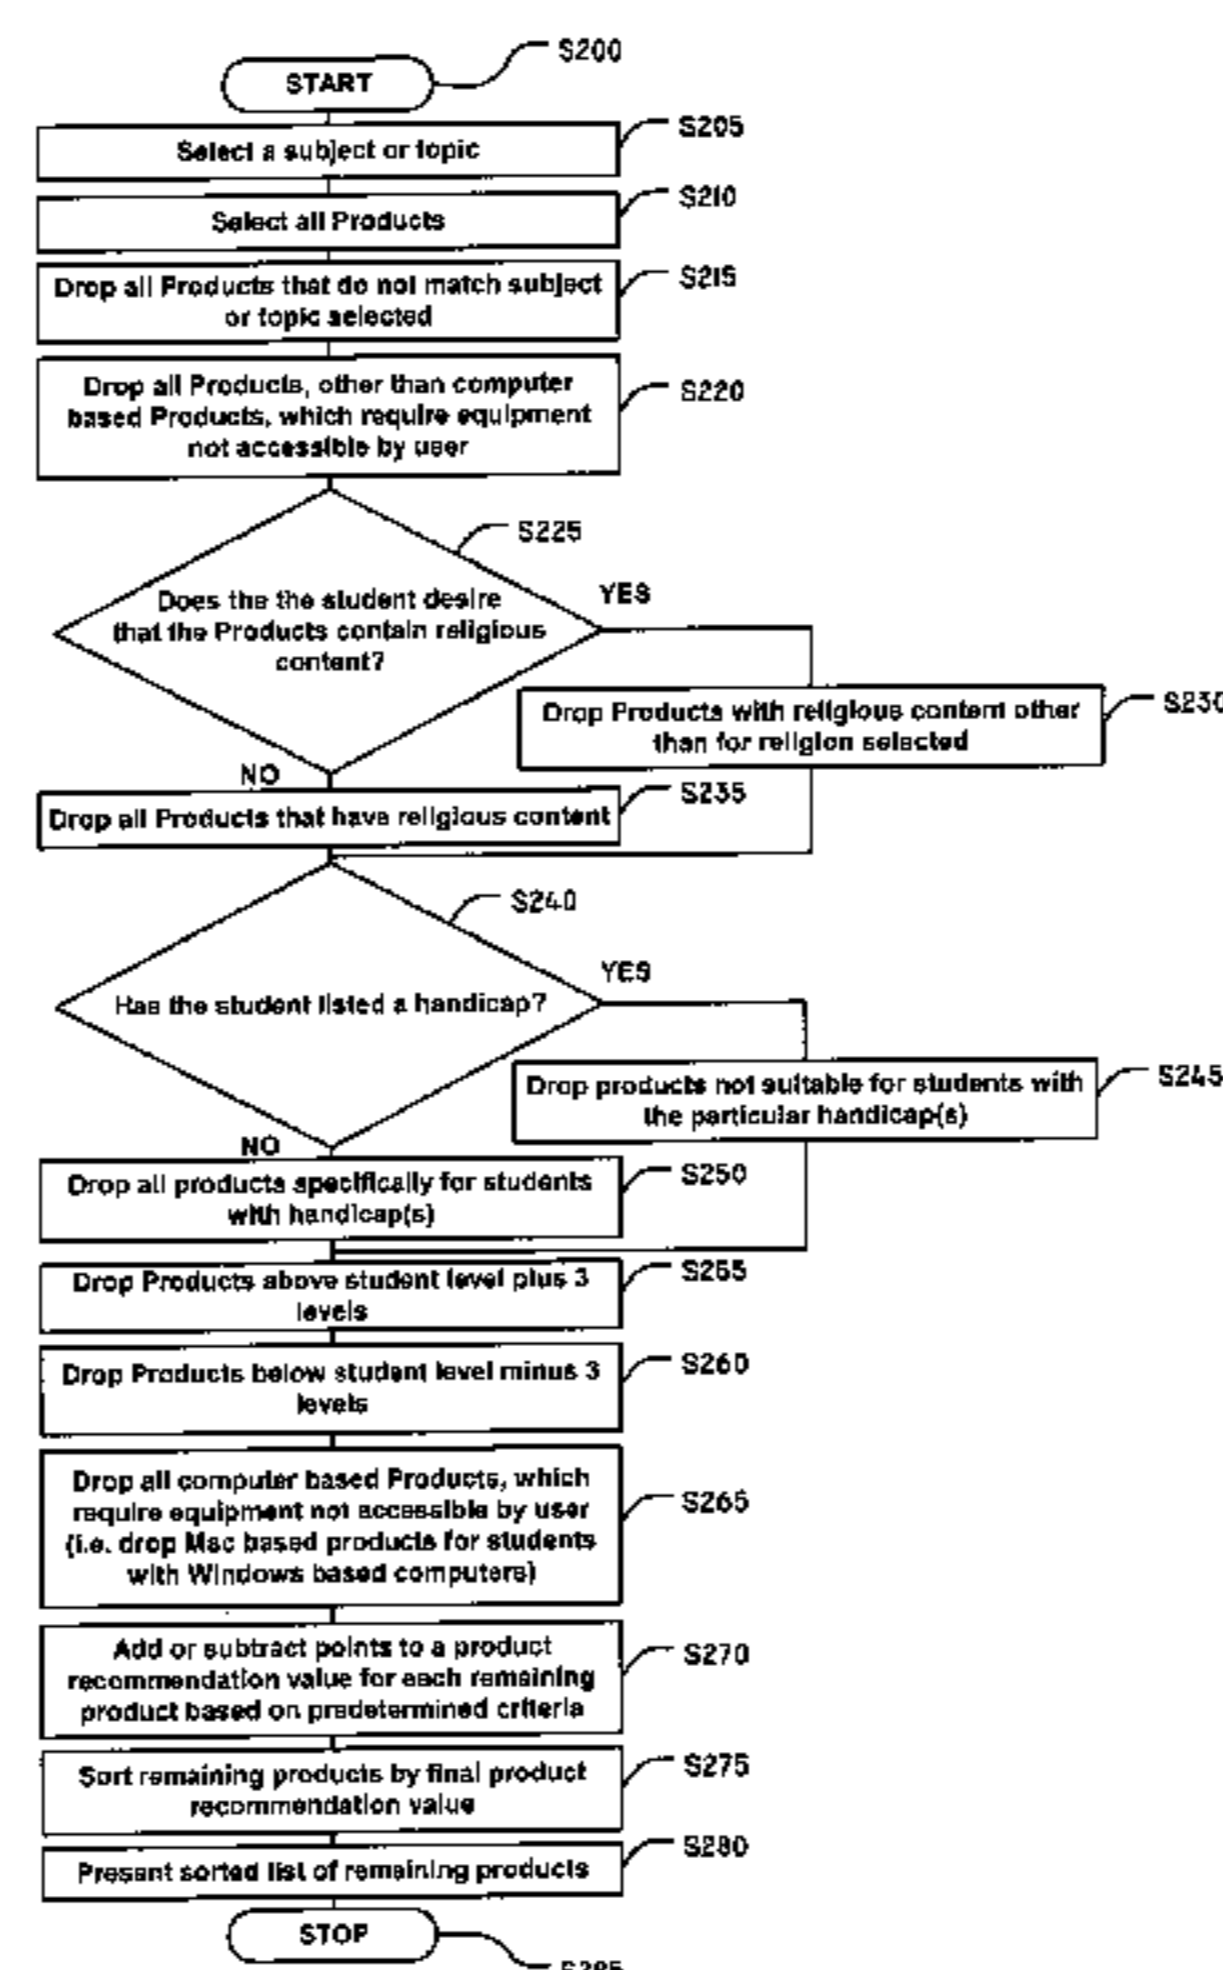 START
S200
Select a subject or topic
S205
Select all Products
S210
Drop all Products that do not match subject
or topic selected
S215
Drop all Products, other than computer
based Products, which require equipment
not accessible by user
S220
S225
Does the the student desire
that the Products contain religious
content?
YES
Drop Products with religious content other
than for religion selected
S230
NO
Drop all Products that have religious content
S235
S240
Has the student listed a handicap?
YES
Drop products not suitable for students with
the particular handicap(s)
S245
NO
Drop all products specifically for students
with handicap(s)
S250
Drop Products above student level plus 3
levels
S255
Drop Products below student level minus 3
levels
S260
Drop all computer based Products, which
require equipment not accessible by user
(i.e. drop Mac based products for students
with Windows based computers)
S265
Add or subtract points to a product
recommendation value for each remaining
product based on predetermined criteria
S270
Sort remaining products by final product
recommendation value
S275
Present sorted list of remaining products
S280
STOP